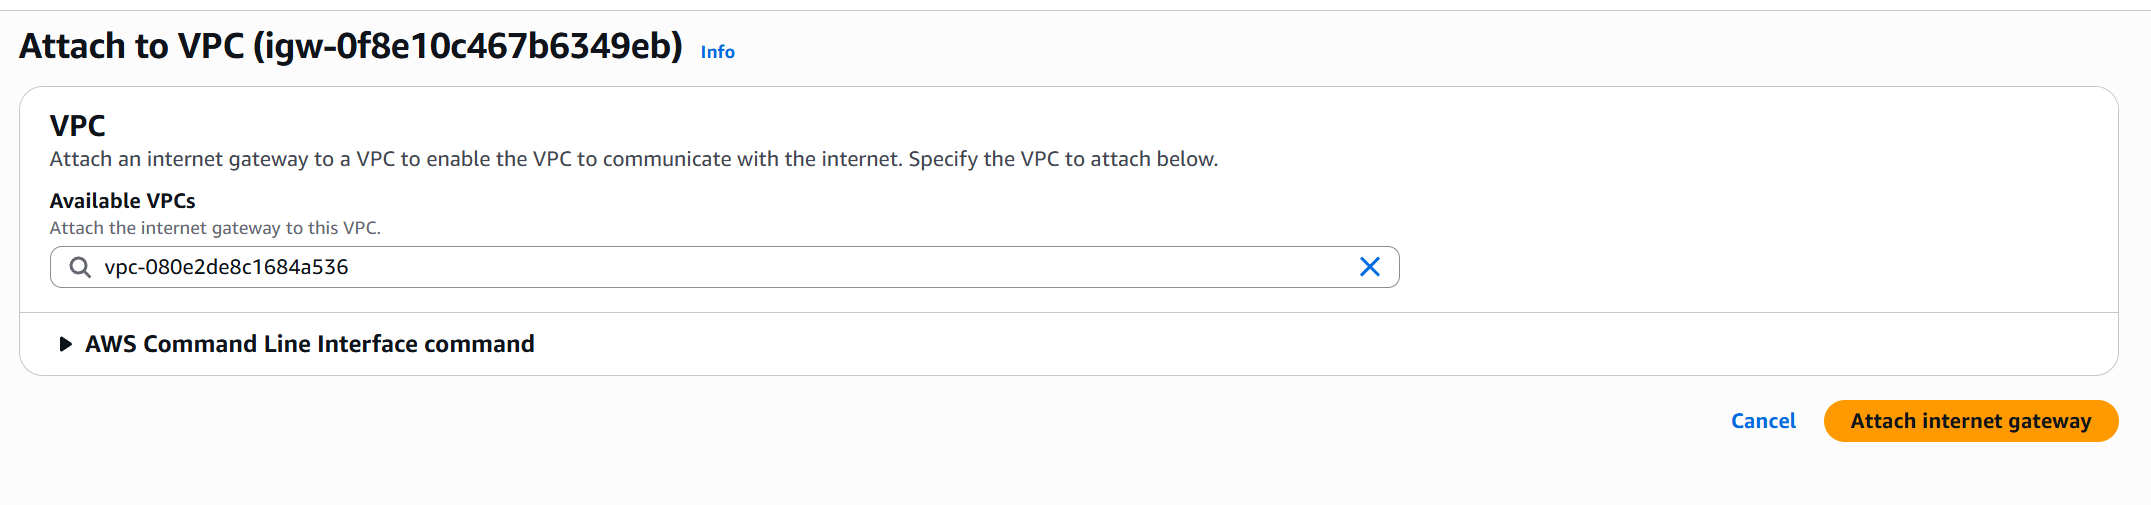 Attach to VPC (igw-0f8e10c467b6349eb) Info
VPC
Attach an internet gateway to a VPC to enable the VPC to communicate with the internet. Specify the VPC to attach below.
Available VPCs
Attach the internet gateway to this VPC.
vpc-080e2de8c1684a536
AWS Command Line Interface command
Cancel Attach internet gateway